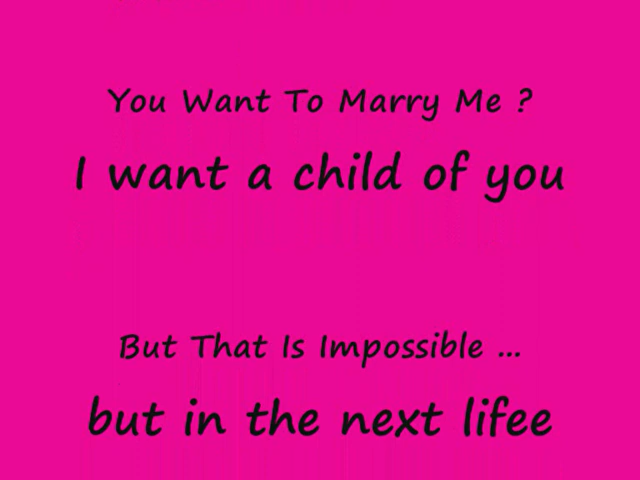 You Want To Marry Me ?
I want a child of you
But That Is Impossible ...
but in the next lifee